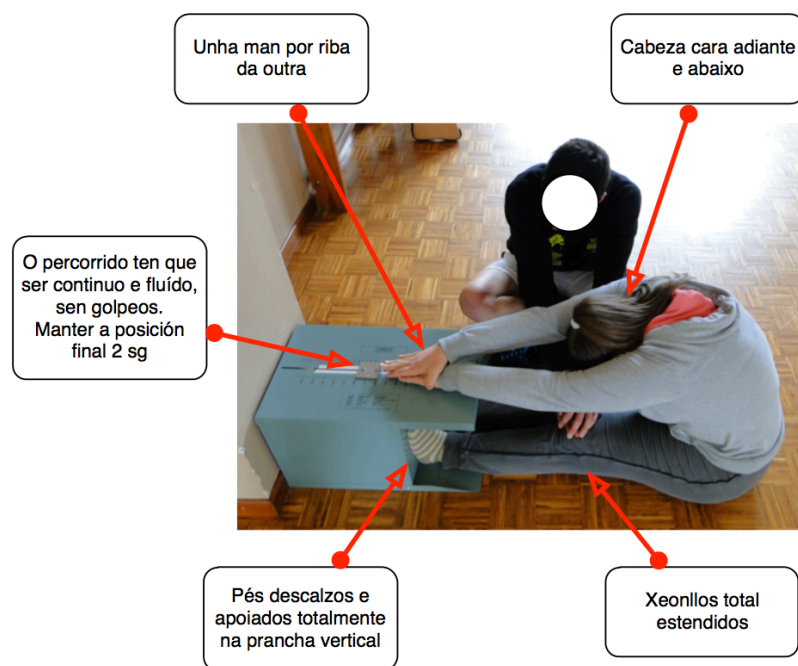 Unha man por riba
da outra
Cabeza cara adiante
e abaixo
O percorrido ten que
ser continuo e fluído,
sen golpeos.
Manter a posición
final 2 sg
Pés descalzos e
apoiados totalmente
na prancha vertical
Xeonllos total
estendidos